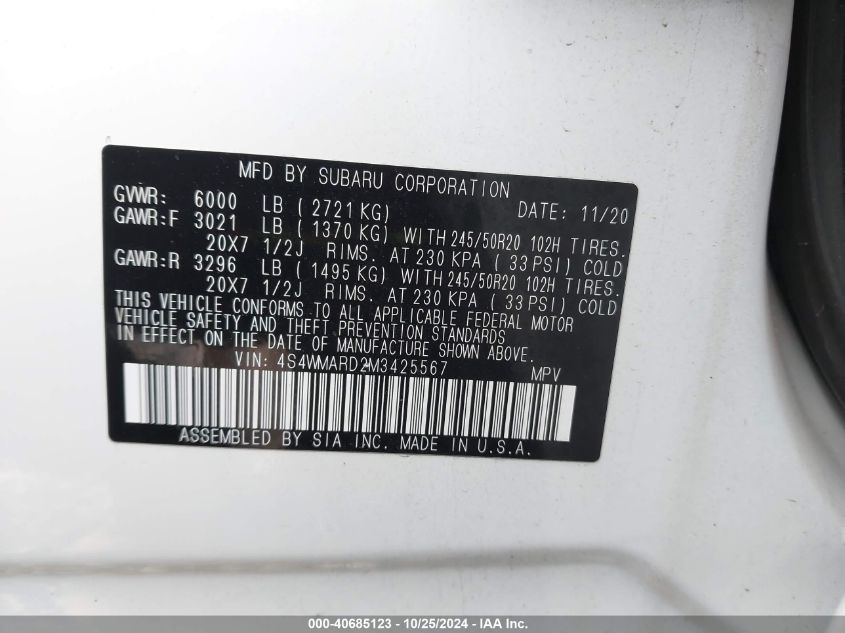 MFD BY SUBARU CORPORATION
GVWR: 6000 LB ( 2721 KG) DATE: 11/20
GAWR:F 3021 LB ( 1370 KG) WITH 245/50R20 102H TIRES.
20X7 1/2J RIMS. AT 230 KPA ( 33 PSI) COLD
GAWR:R 3296 LB ( 1495 KG) WITH 245/50R20 102H TIRES.
20X7 1/2J RIMS. AT 230 KPA ( 33 PSI) COLD
THIS VEHICLE CONFORMS TO ALL APPLICABLE FEDERAL MOTOR
VEHICLE SAFETY AND THEFT PREVENTION STANDARDS
IN EFFECT ON THE DATE OF MANUFACTURE SHOWN ABOVE.
VIN: 4S4WMARD2M3425567 MPV
ASSEMBLED BY SIA INC. MADE IN U.S.A.
000-40685123 - 10/25/2024 - IAA Inc.